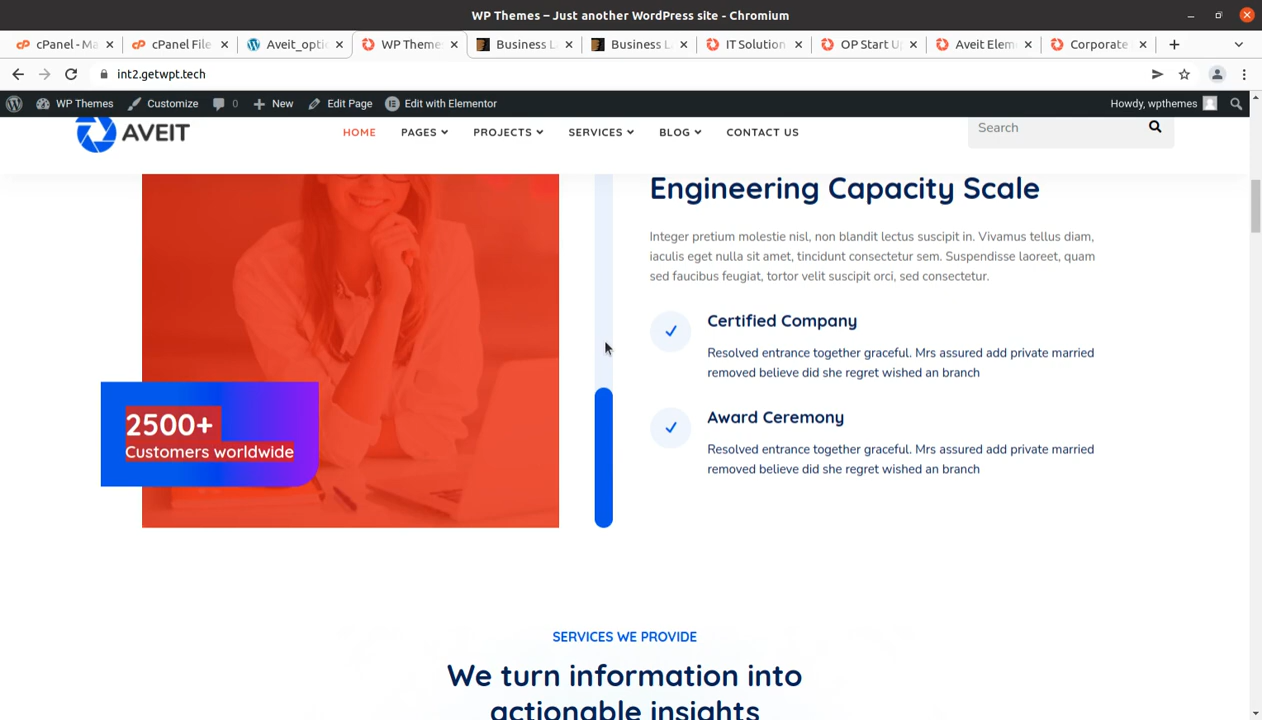 WP Themes – Just another WordPress site - Chromium
cPanel - Ma
cPanel File
Aveit_optic
WP Theme
Business L
Business L
IT Solution
OP Start U
Aveit Elem
Corporate
int2.getwpt.tech
WP Themes
Customize
0
New
Edit Page
Edit with Elementor
Howdy, wpthemes
AVEIT
HOME
PAGES
PROJECTS
SERVICES
BLOG
CONTACT US
Search
Engineering Capacity Scale
Integer pretium molestie nisl, non blandit lectus suscipit in. Vivamus tellus diam,
iaculis eget nulla sit amet, tincidunt consectetur sem. Suspendisse laoreet, quam
sed faucibus feugiat, tortor velit suscipit orci, sed consectetur.
Certified Company
Resolved entrance together graceful. Mrs assured add private married
removed believe did she regret wished an branch
2500+
Customers worldwide
Award Ceremony
Resolved entrance together graceful. Mrs assured add private married
removed believe did she regret wished an branch
SERVICES WE PROVIDE
We turn information into
actionable insights